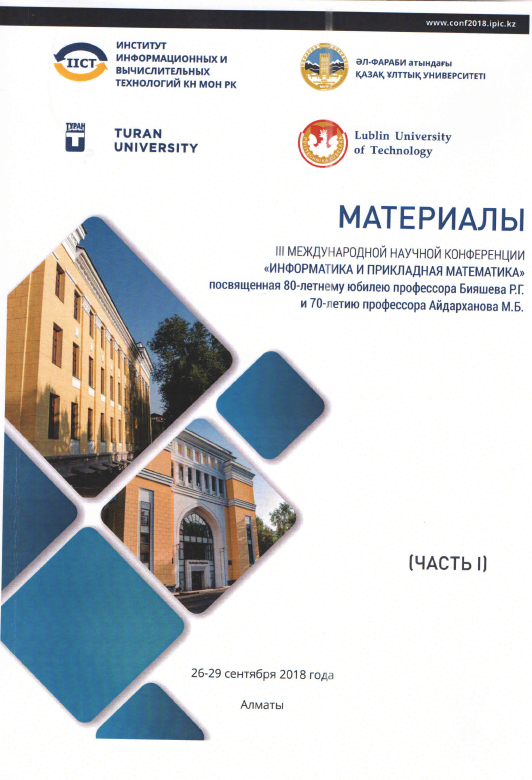 www.conf2018.ipic.kz
IICT
ИНСТИТУТ
ИНФОРМАЦИОННЫХ И
ВЫЧИСЛИТЕЛЬНЫХ
ТЕХНОЛОГИЙ КН МОН РК
ӘЛ-ФАРАБИ атындағы
ҚАЗАҚ ҰЛТТЫҚ УНИВЕРСИТЕТІ
ТУРАН
TURAN
UNIVERSITY
Lublin University
of Technology
МАТЕРИАЛЫ
III МЕЖДУНАРОДНОЙ НАУЧНОЙ КОНФЕРЕНЦИИ
«ИНФОРМАТИКА И ПРИКЛАДНАЯ МАТЕМАТИКА»
посвященная 80-летнему юбилею профессора Бияшева Р.Г.
и 70-летию профессора Айдарханова М.Б.
(ЧАСТЬ I)
26-29 сентября 2018 года
Алматы